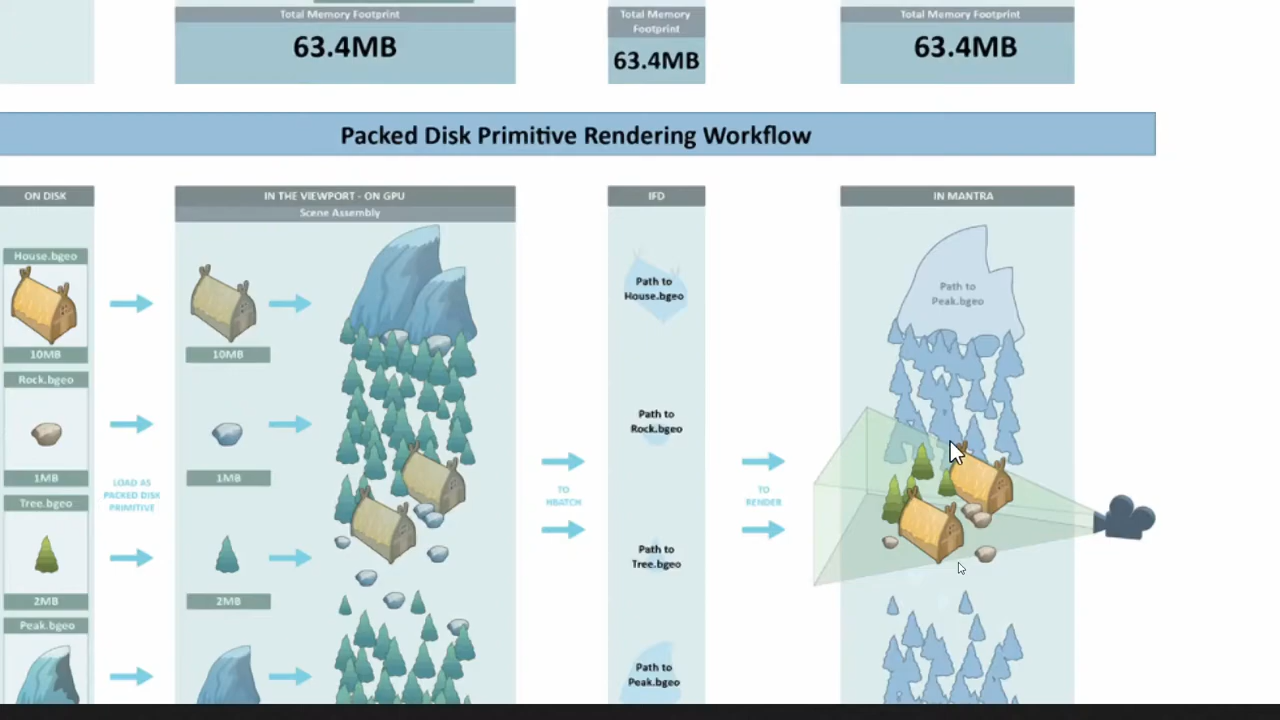 Total Memory Footprint
63.4MB
Total Memory
Footprint
63.4MB
Total Memory Footprint
63.4MB
Packed Disk Primitive Rendering Workflow
ON DISK
IN THE VIEWPORT - ON GPU
Scene Assembly
IFD
IN MANTRA
House.bgeo
10MB
10MB
Path to
House.bgeo
Path to
Peak.bgeo
Rock.bgeo
1MB
1MB
Path to
Rock.bgeo
LOAD AS
PACKED DISK
PRIMITIVE
TO
HBATCH
TO
RENDER
Tree.bgeo
2MB
2MB
Path to
Tree.bgeo
Peak.bgeo
Path to
Peak.bgeo